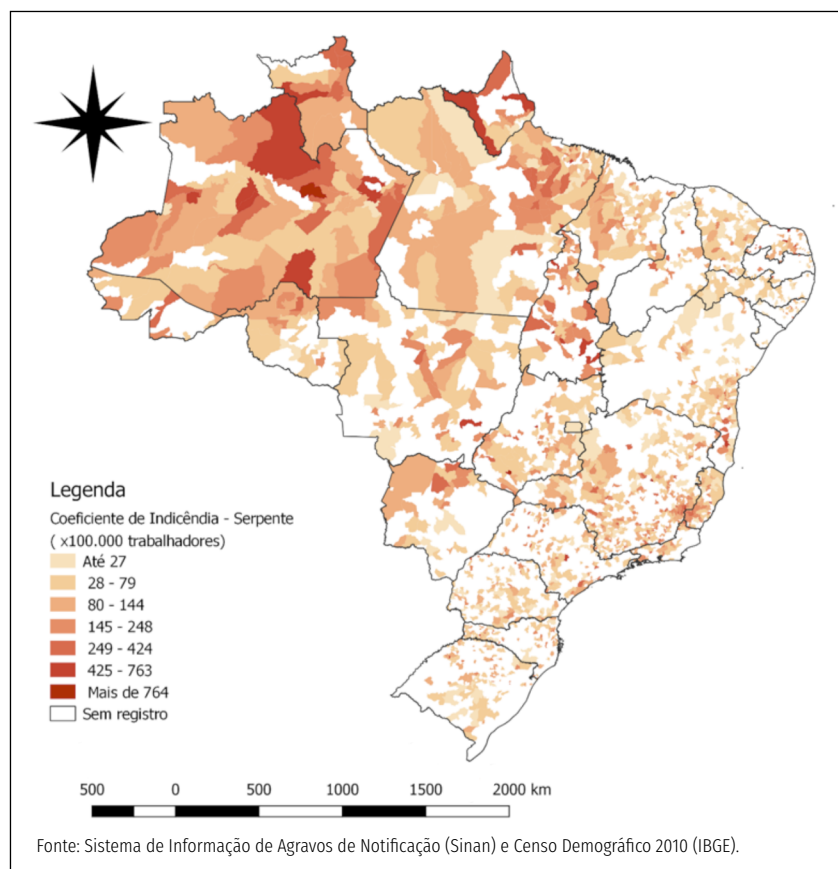 Legenda
Coeficiente de Indicêndia - Serpente
( x100.000 trabalhadores)
Até 27
28 - 79
80 - 144
145 - 248
249 - 424
425 - 763
Mais de 764
Sem registro
500 0 500 1000 1500 2000 km
Fonte: Sistema de Informação de Agravos de Notificação (Sinan) e Censo Demográfico 2010 (IBGE).